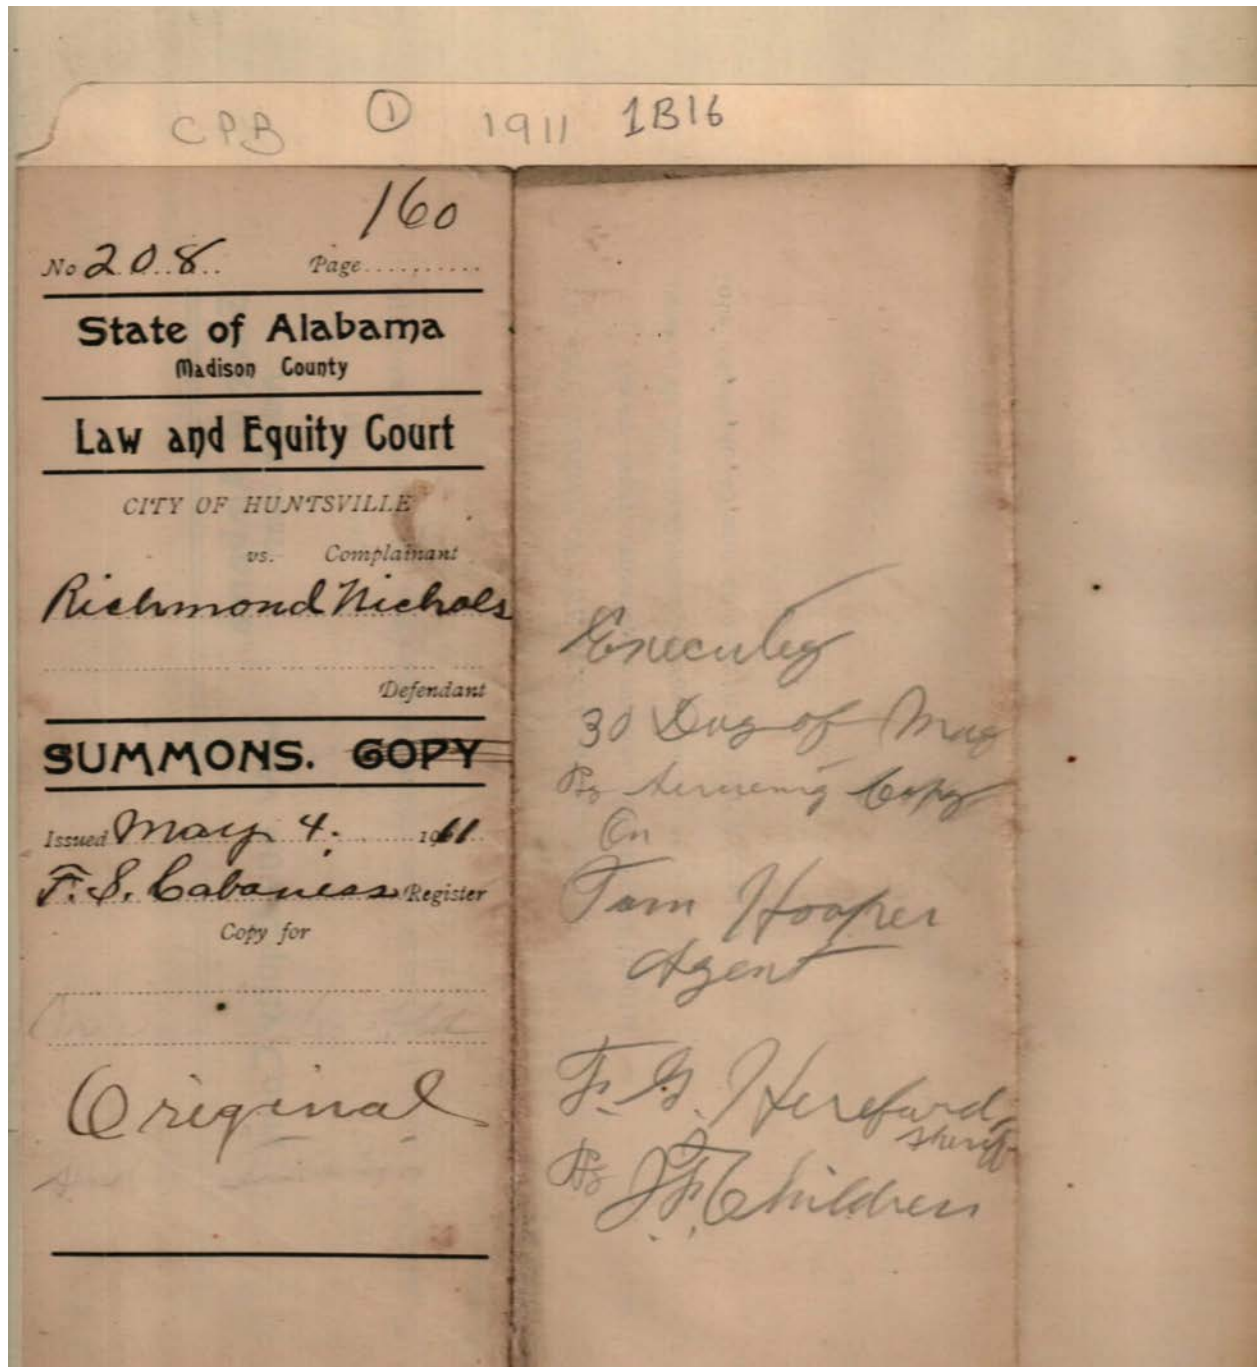 CPB ① 1911 1B16
160
No 208 Page
State of Alabama
Madison County
Law and Equity Court
CITY OF HUNTSVILLE
vs. Complainant
Richmond Nichols
Defendant
SUMMONS. COPY
Issued May 4. 1911
F. S. Cabaniss Register
Copy for
Original
Executed
30 Day of May
By serveing Copy
On
Tom Hooper
Agent
F. G. Hereford
Sheriff
By J F Childress